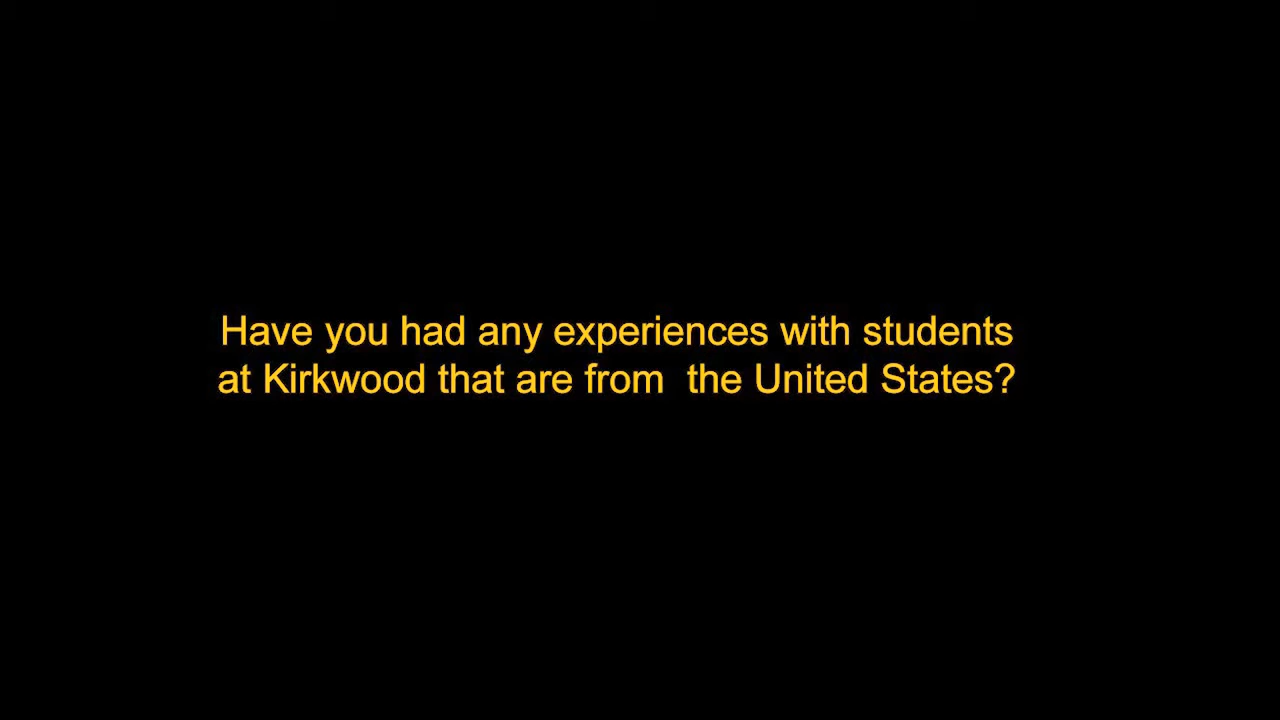 Have you had any experiences with students
at Kirkwood that are from  the United States?